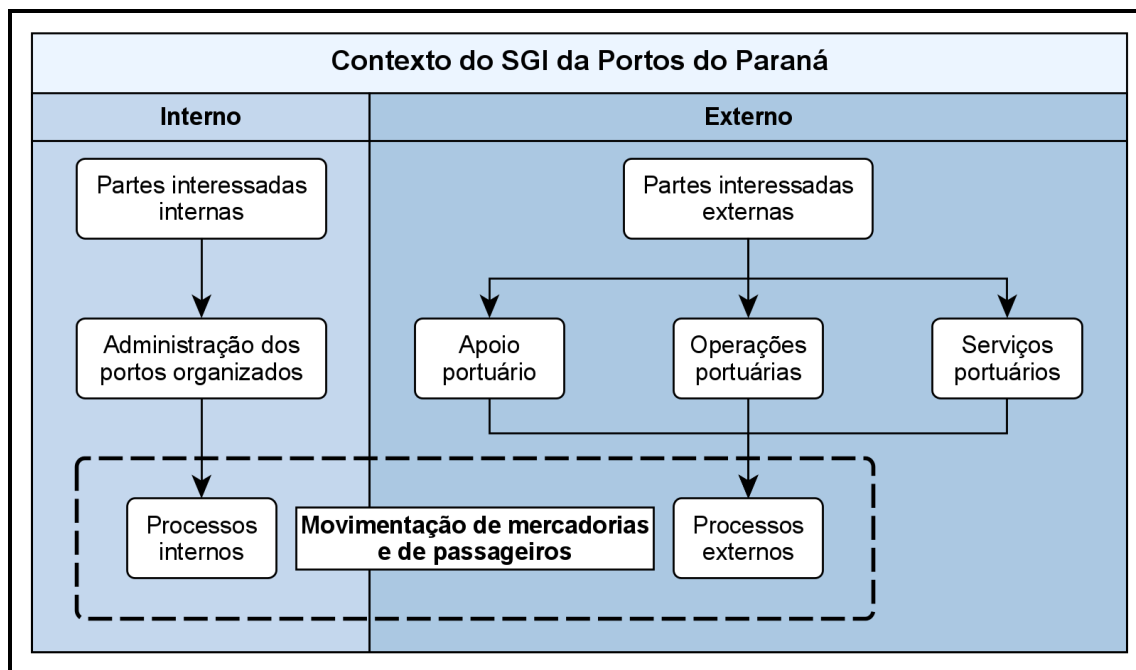 Contexto do SGI da Portos do Paraná
Interno
Externo
Partes interessadas
internas
Partes interessadas
externas
Administração dos
portos organizados
Apoio
portuário
Operações
portuárias
Serviços
portuários
Processos
internos
Movimentação de mercadorias
e de passageiros
Processos
externos